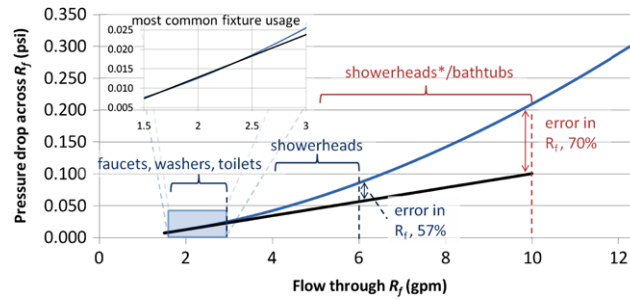 most common fixture usage
0.025
0.020
0.015
0.010
0.005
1.5 2 2.5 3
Pressure drop across Rf (psi)
0.350
0.300
0.250
0.200
0.150
0.100
0.050
0.000
showerheads*/bathtubs
error in
Rf, 70%
showerheads
faucets, washers, toilets
error in
Rf, 57%
0 2 4 6 8 10 12
Flow through Rf (gpm)